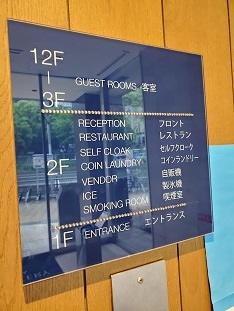 12F
|
3F GUEST ROOMS 客室
RECEPTION フロント
RESTAURANT レストラン
SELF CLOAK セルフクローク
2F COIN LAUNDRY コインランドリー
VENDOR 自販機
ICE 製氷機
SMOKING ROOM 喫煙室
1F ENTRANCE エントランス